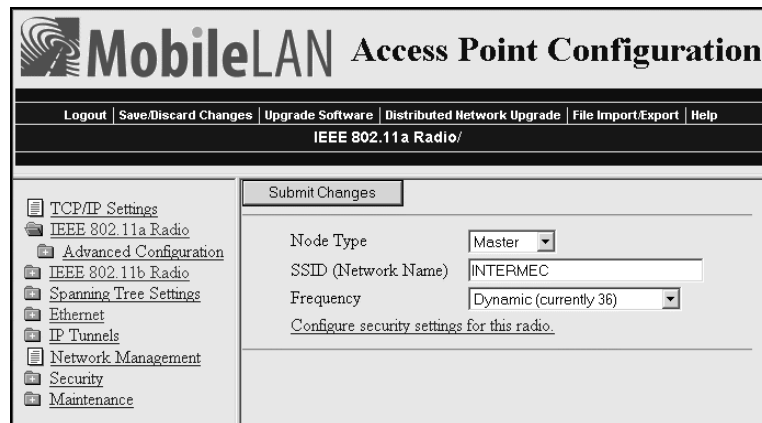 MobileLAN Access Point Configuration
Logout | Save/Discard Changes | Upgrade Software | Distributed Network Upgrade | File Import/Export | Help
IEEE 802.11a Radio/
TCP/IP Settings
IEEE 802.11a Radio
Advanced Configuration
IEEE 802.11b Radio
Spanning Tree Settings
Ethernet
IP Tunnels
Network Management
Security
Maintenance
Submit Changes
Node Type Master
SSID (Network Name) INTERMEC
Frequency Dynamic (currently 36)
Configure security settings for this radio.